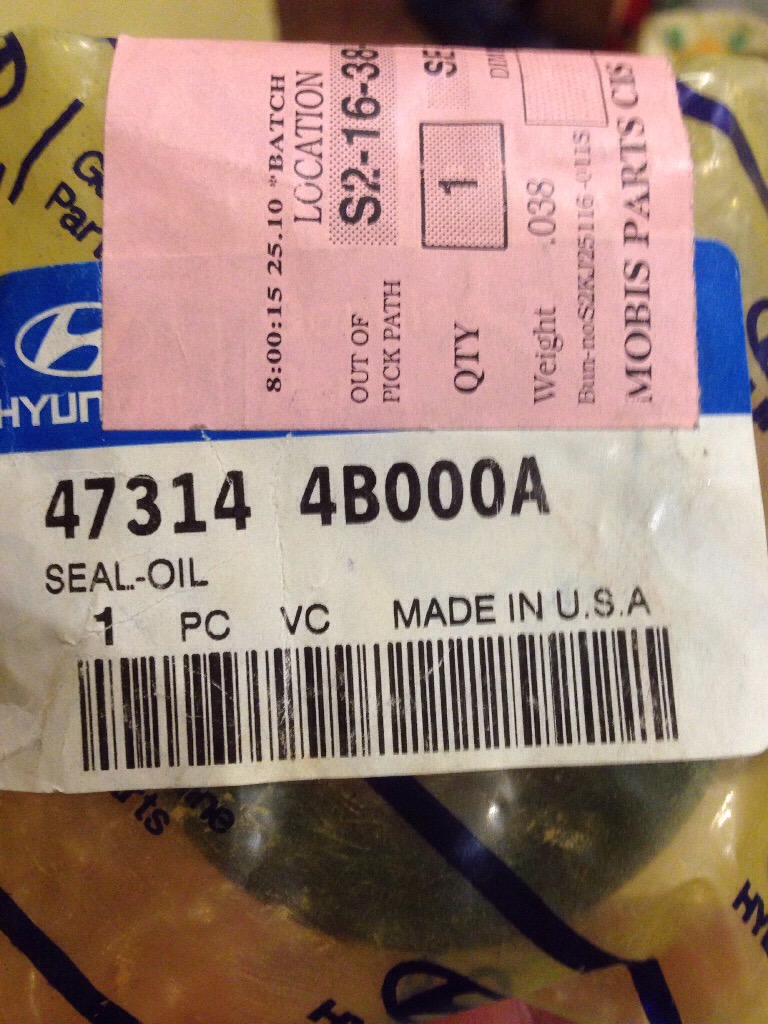 8:00:15 25.10 *BATCH
LOCATION
S2-16-38
OUT OF
PICK PATH
QTY 1
Weight .038
MOBIS PARTS CIS
HYUN
47314 4B000A
SEAL-OIL
1 PC VC MADE IN U.S.A